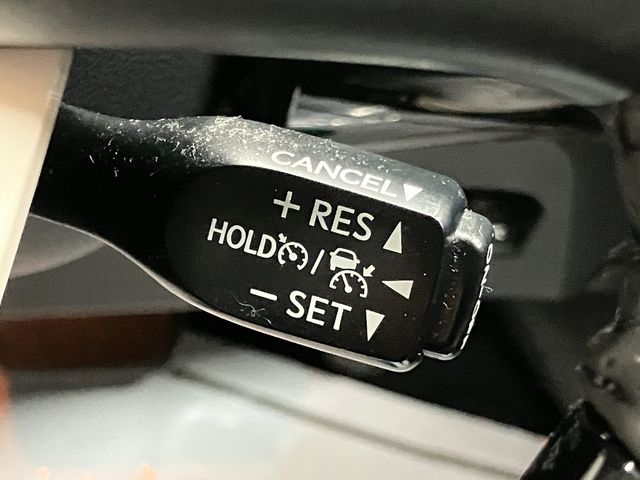 CANCEL▼
+ RES ▲
HOLD / ◀
− SET ▼